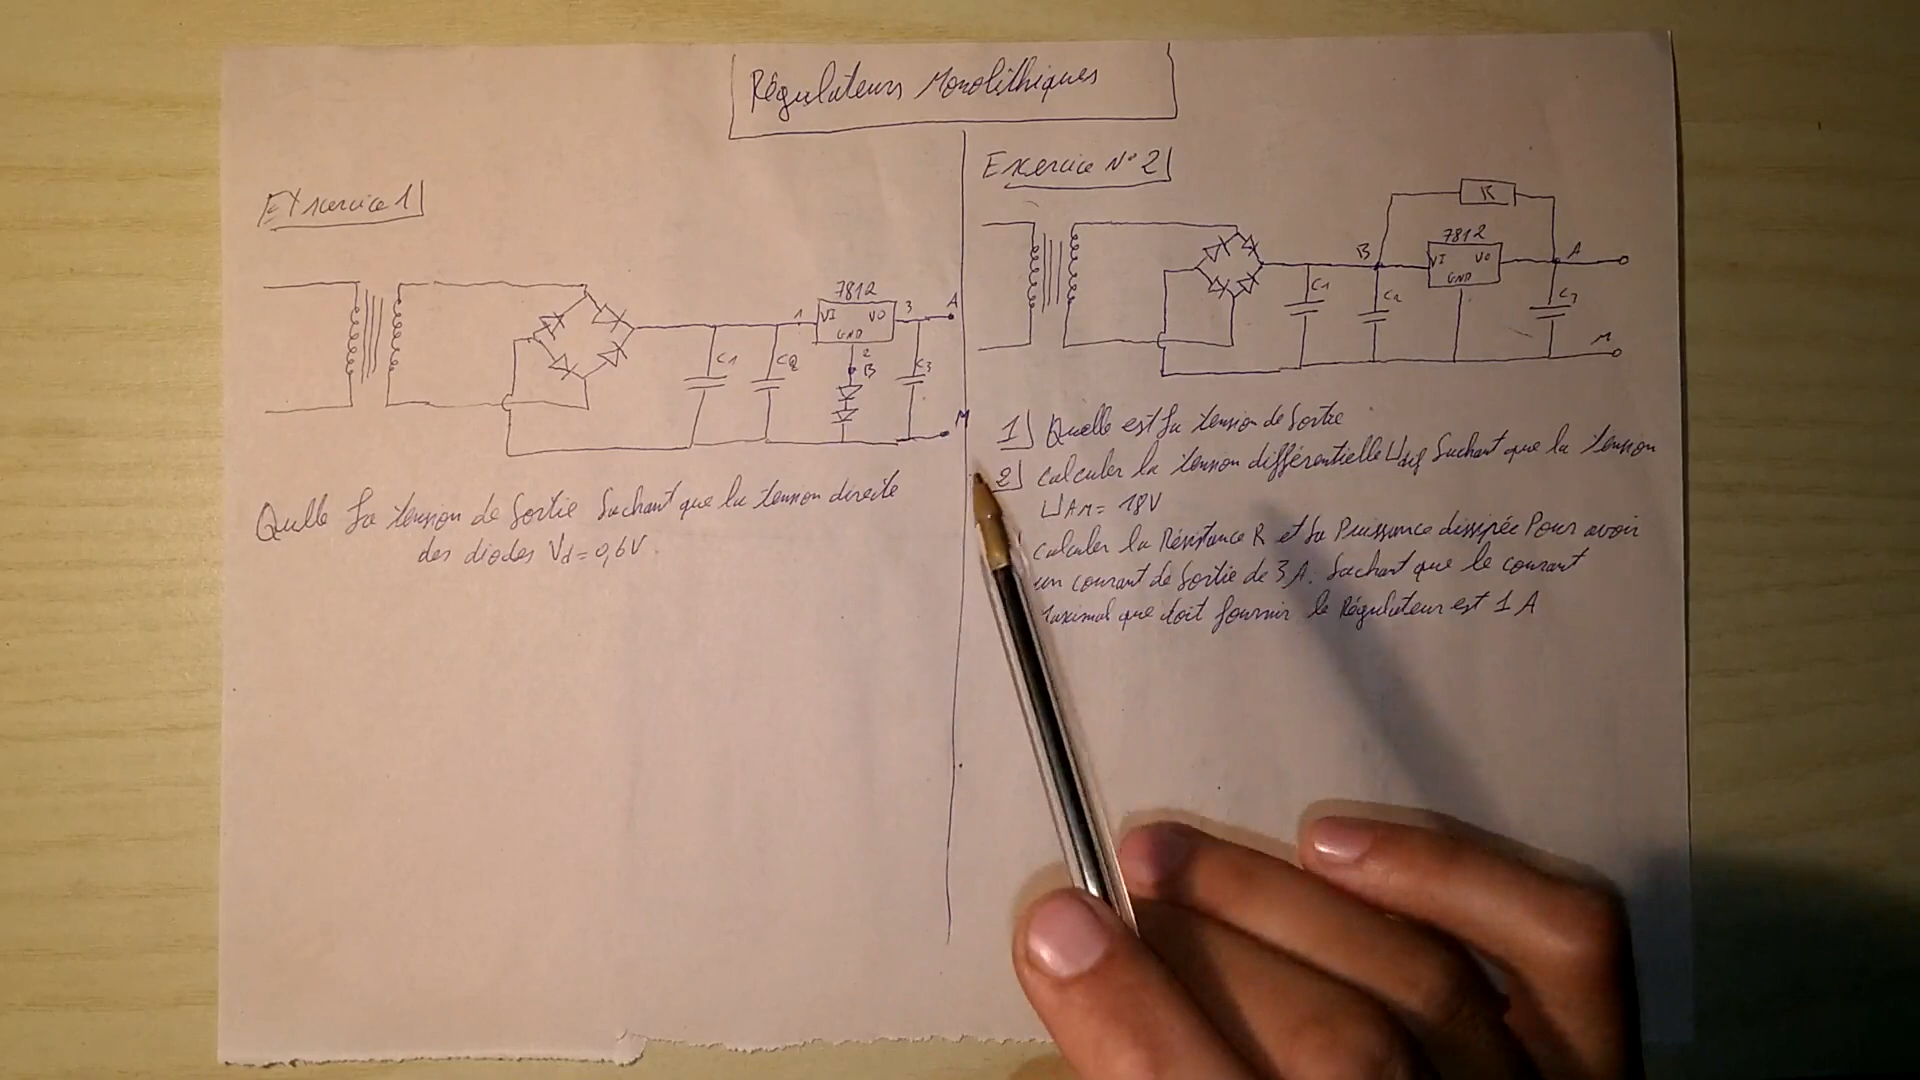 Régulateurs Monolithiques
Exercice 1
7812
1 VI VO 3 A
GND
2
B
C1 C2 C3
M
Quelle sa tension de sortie sachant que la tension directe
des diodes Vd = 0,6V.
Exercice N° 2
R
7812
B VI VO A
GND
C1 C2 C3
M
1) Quelle est sa tension de sortie
2) calculer la tension différentielle Udif sachant que la tension
UAM = 18V
calculer la Résistance R et sa Puissance dissipée Pour avoir
un courant de sortie de 3A. sachant que le courant
maximal que doit fournir le Régulateur est 1 A